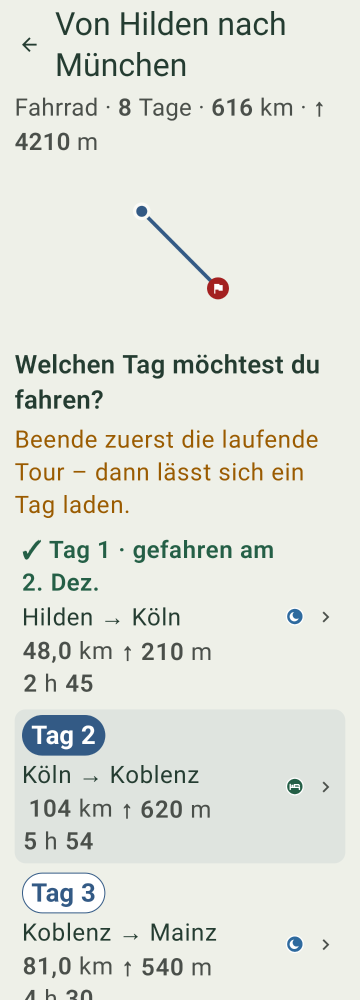 Von Hilden nach
München
Fahrrad · 8 Tage · 616 km · ↑
4210 m
Welchen Tag möchtest du
fahren?
Beende zuerst die laufende
Tour – dann lässt sich ein
Tag laden.
✓ Tag 1 · gefahren am
2. Dez.
Hilden → Köln
48,0 km ↑ 210 m
2 h 45
Tag 2
Köln → Koblenz
104 km ↑ 620 m
5 h 54
Tag 3
Koblenz → Mainz
81,0 km ↑ 540 m
4 h 30